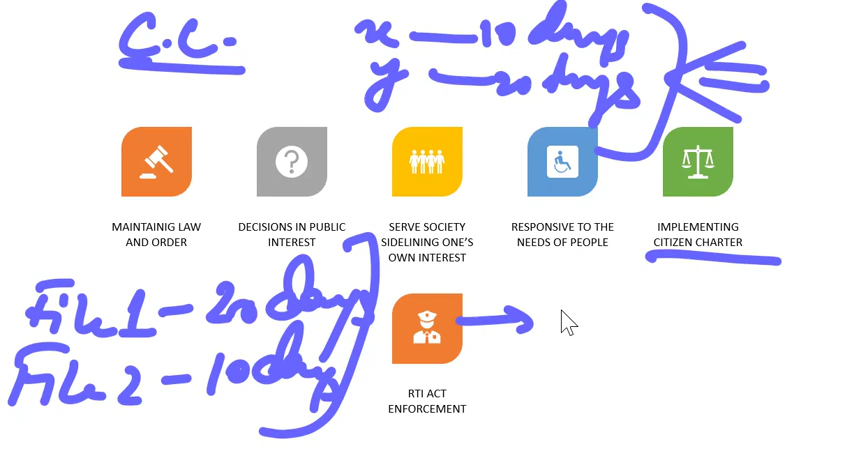 C.C.
x — 10 days
y — 20 days
MAINTAINIG LAW
AND ORDER
DECISIONS IN PUBLIC
INTEREST
SERVE SOCIETY
SIDELINING ONE'S
OWN INTEREST
RESPONSIVE TO THE
NEEDS OF PEOPLE
IMPLEMENTING
CITIZEN CHARTER
File 1 – 20 days
File 2 – 10 days
RTI ACT
ENFORCEMENT